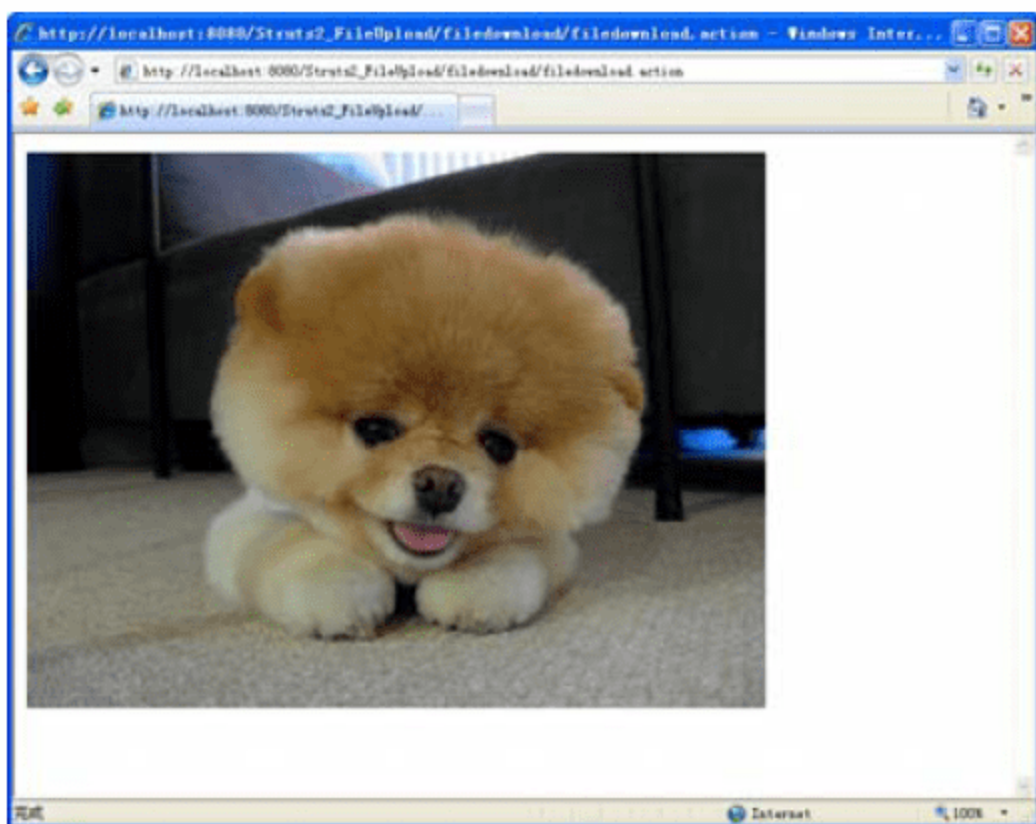 http://localhost:8080/Struts2_FileUpload/filedownload/filedownload.action - Windows Inter...
http://localhost:8080/Struts2_FileUpload/filedownload/filedownload.action
http://localhost:8080/Struts2_FileUpload/...
完成
Internet
100%